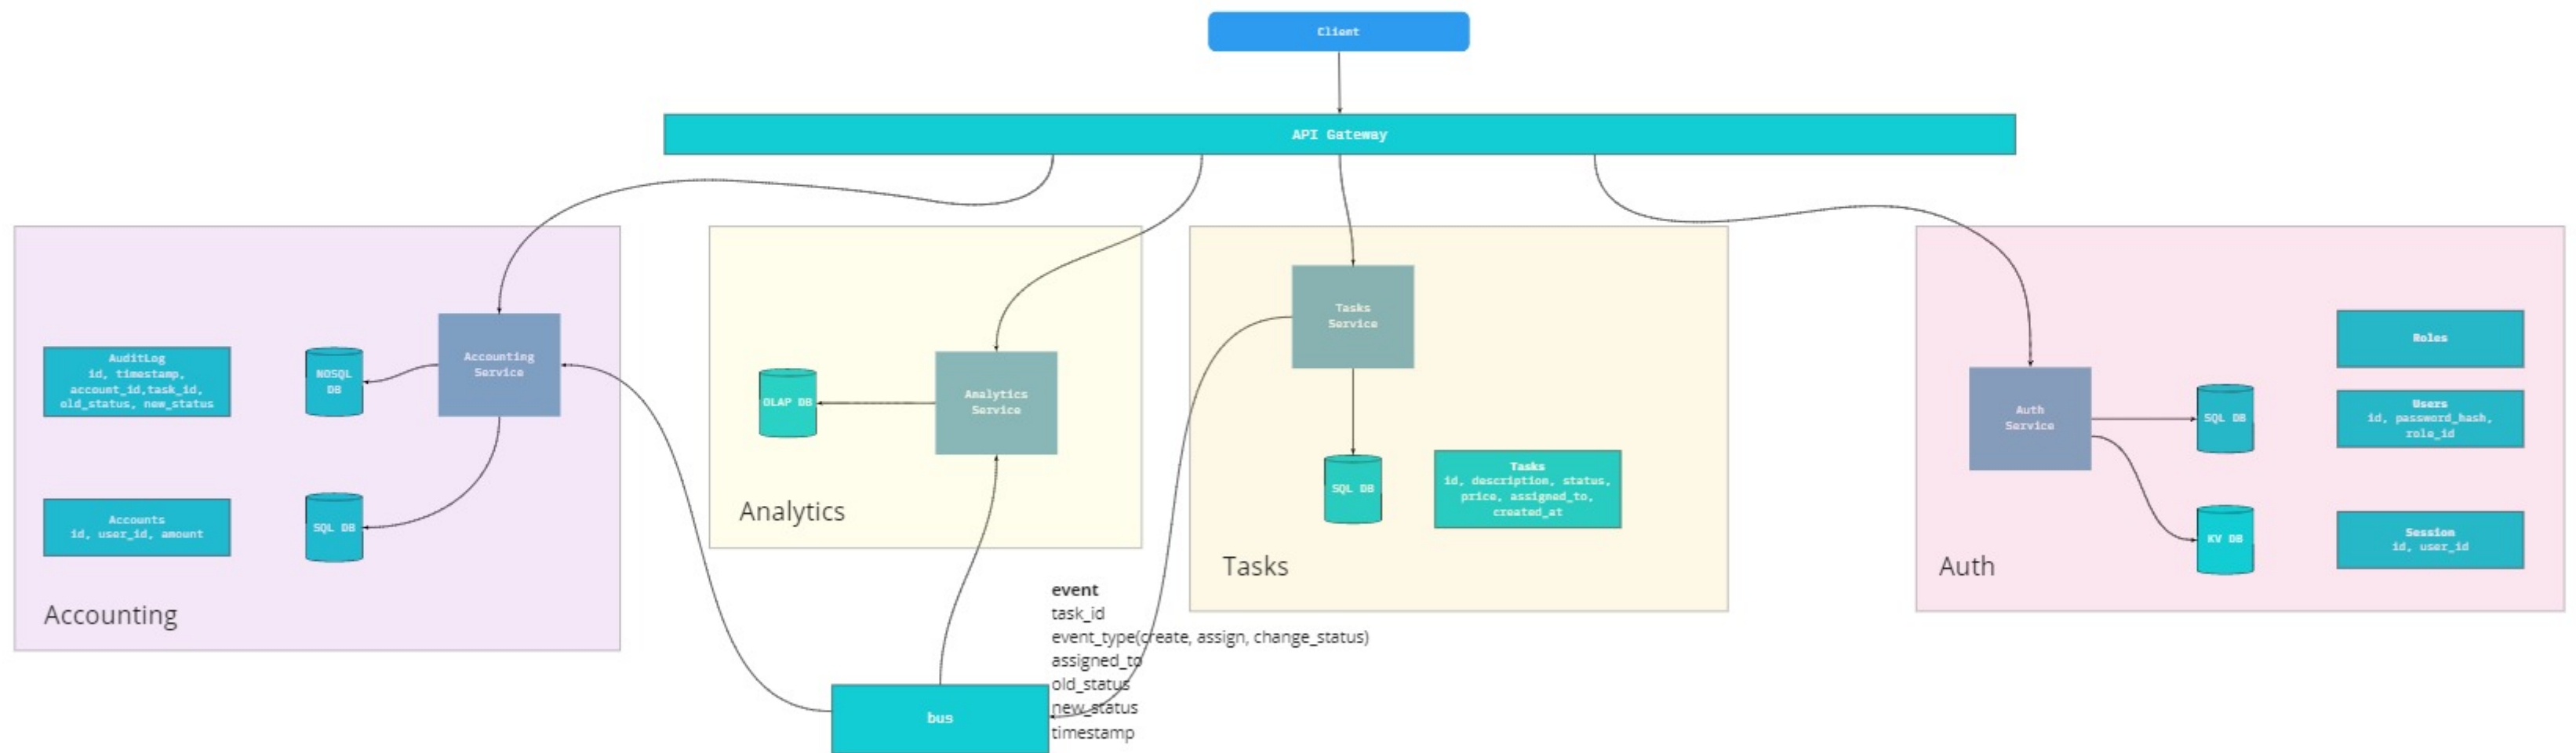 Client
API Gateway
AuditLog
id, timestamp,
account_id,task_id,
old_status, new_status
NOSQL
DB
Accounting
Service
Accounts
id, user_id, amount
SQL DB
Accounting
OLAP DB
Analytics
Service
Analytics
Tasks
Service
SQL DB
Tasks
id, description, status,
price, assigned_to,
created_at
Tasks
Auth
Service
SQL DB
KV DB
Roles
Users
id, password_hash,
role_id
Session
id, user_id
Auth
event
task_id
event_type(create, assign, change_status)
assigned_to
old_status
new_status
timestamp
bus